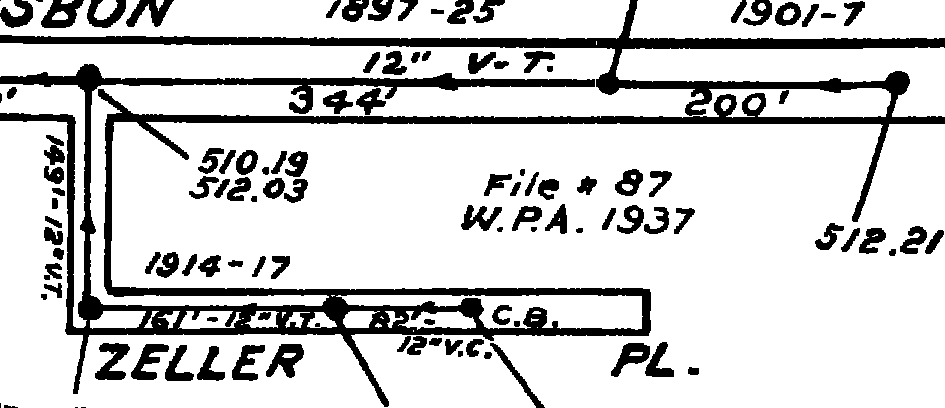 SBON
1897-25
1901-7
12" V-T.
344'
200'
149'-12"V.T.
510.19
512.03
File # 87
W.P.A. 1937
512.21
1914-17
161'-12"V.T.
82'-
12"V.C.
C.B.
ZELLER PL.